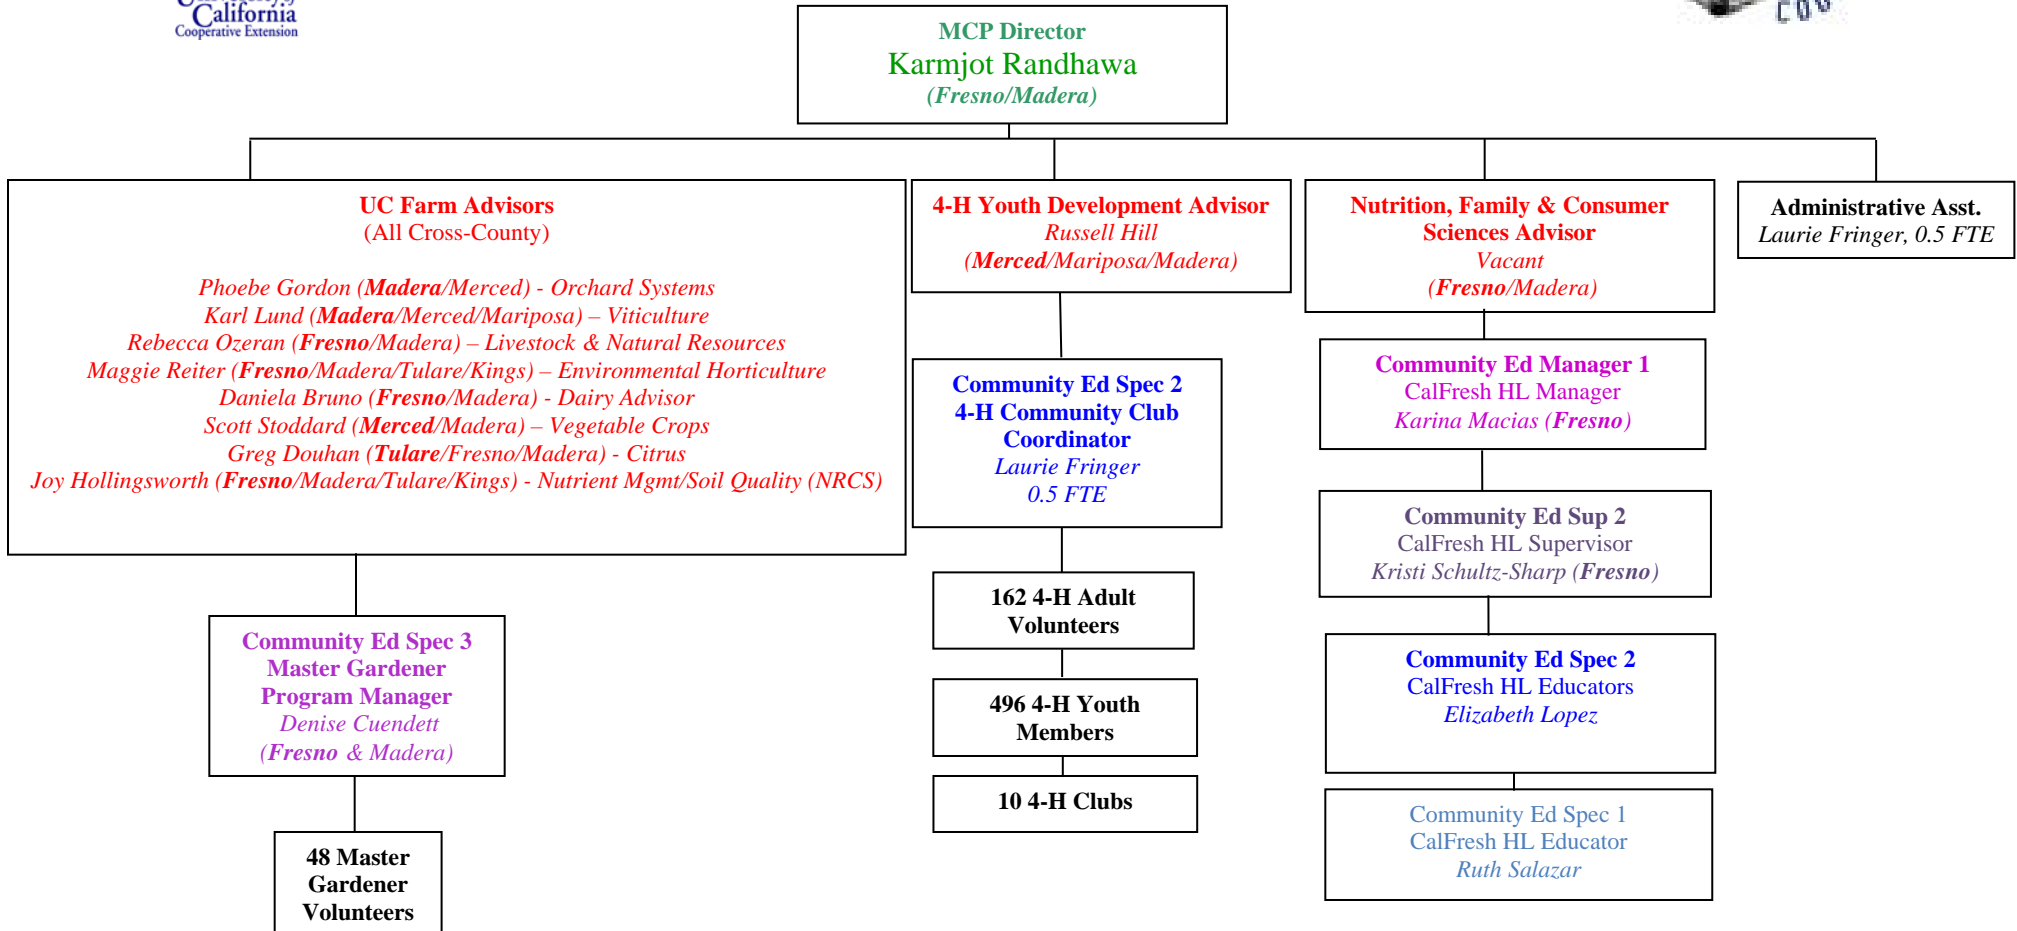 University of
California
Cooperative Extension
COU
MCP Director
Karmjot Randhawa
(Fresno/Madera)
UC Farm Advisors
(All Cross-County)
Phoebe Gordon (Madera/Merced) - Orchard Systems
Karl Lund (Madera/Merced/Mariposa) – Viticulture
Rebecca Ozeran (Fresno/Madera) – Livestock & Natural Resources
Maggie Reiter (Fresno/Madera/Tulare/Kings) – Environmental Horticulture
Daniela Bruno (Fresno/Madera) - Dairy Advisor
Scott Stoddard (Merced/Madera) – Vegetable Crops
Greg Douhan (Tulare/Fresno/Madera) - Citrus
Joy Hollingsworth (Fresno/Madera/Tulare/Kings) - Nutrient Mgmt/Soil Quality (NRCS)
Community Ed Spec 3
Master Gardener
Program Manager
Denise Cuendett
(Fresno & Madera)
48 Master
Gardener
Volunteers
4-H Youth Development Advisor
Russell Hill
(Merced/Mariposa/Madera)
Community Ed Spec 2
4-H Community Club
Coordinator
Laurie Fringer
0.5 FTE
162 4-H Adult
Volunteers
496 4-H Youth
Members
10 4-H Clubs
Nutrition, Family & Consumer
Sciences Advisor
Vacant
(Fresno/Madera)
Community Ed Manager 1
CalFresh HL Manager
Karina Macias (Fresno)
Community Ed Sup 2
CalFresh HL Supervisor
Kristi Schultz-Sharp (Fresno)
Community Ed Spec 2
CalFresh HL Educators
Elizabeth Lopez
Community Ed Spec 1
CalFresh HL Educator
Ruth Salazar
Administrative Asst.
Laurie Fringer, 0.5 FTE